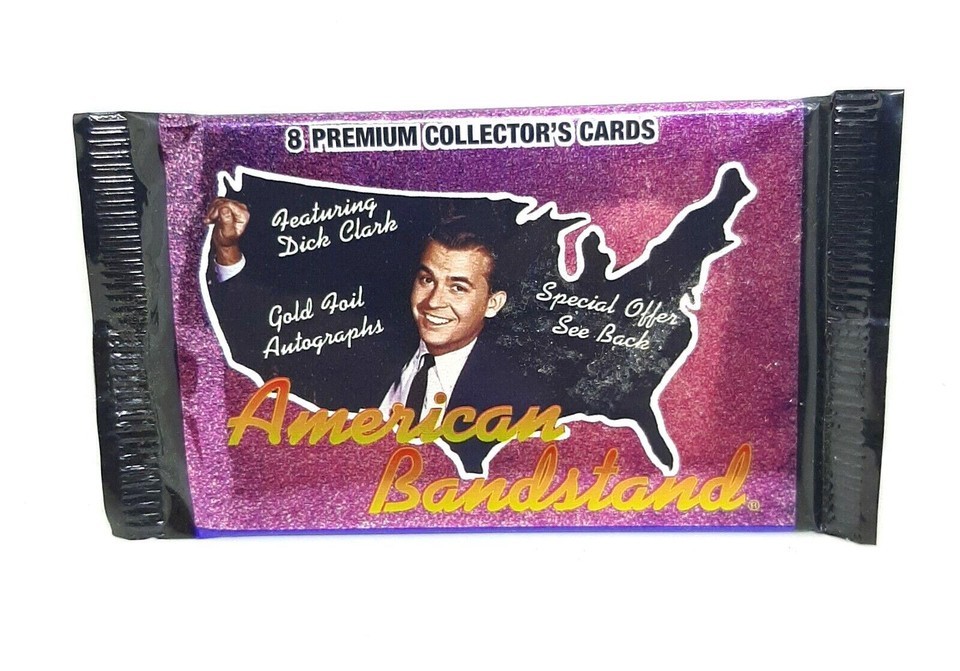 8 PREMIUM COLLECTOR'S CARDS
Featuring
Dick Clark
Gold Foil
Autographs
Special Offer
See Back
American
Bandstand®